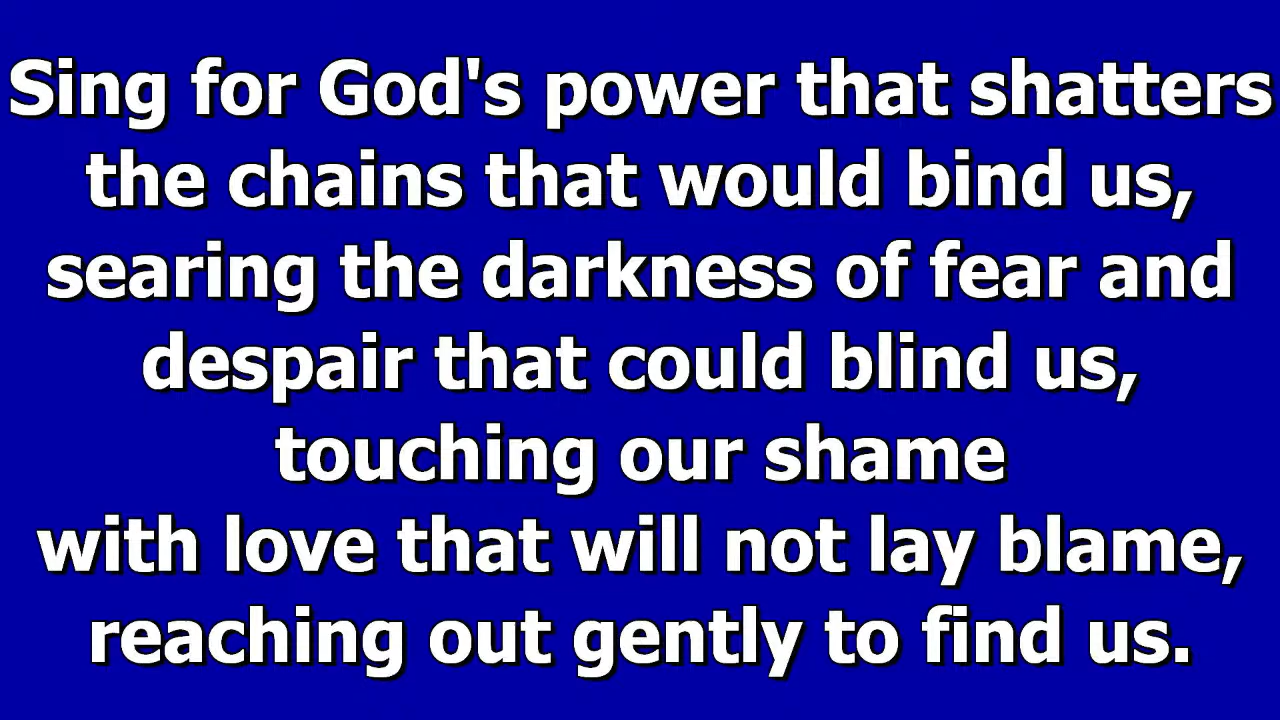 Sing for God's power that shatters
the chains that would bind us,
searing the darkness of fear and
despair that could blind us,
touching our shame
with love that will not lay blame,
reaching out gently to find us.